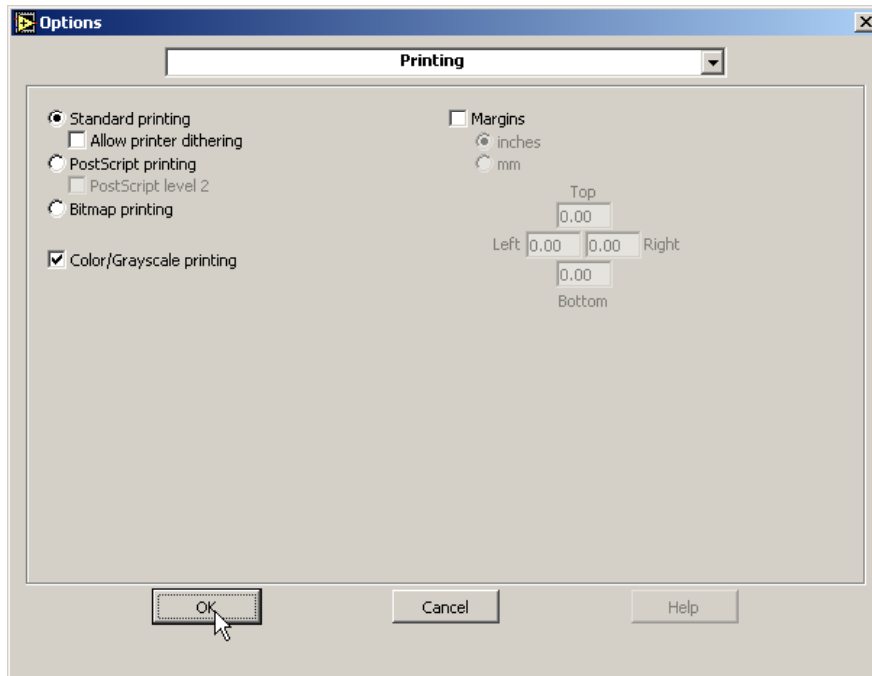 Options
Printing
Standard printing
Allow printer dithering
PostScript printing
PostScript level 2
Bitmap printing
Color/Grayscale printing
Margins
inches
mm
Top
0.00
Left 0.00 0.00 Right
0.00
Bottom
OK Cancel Help